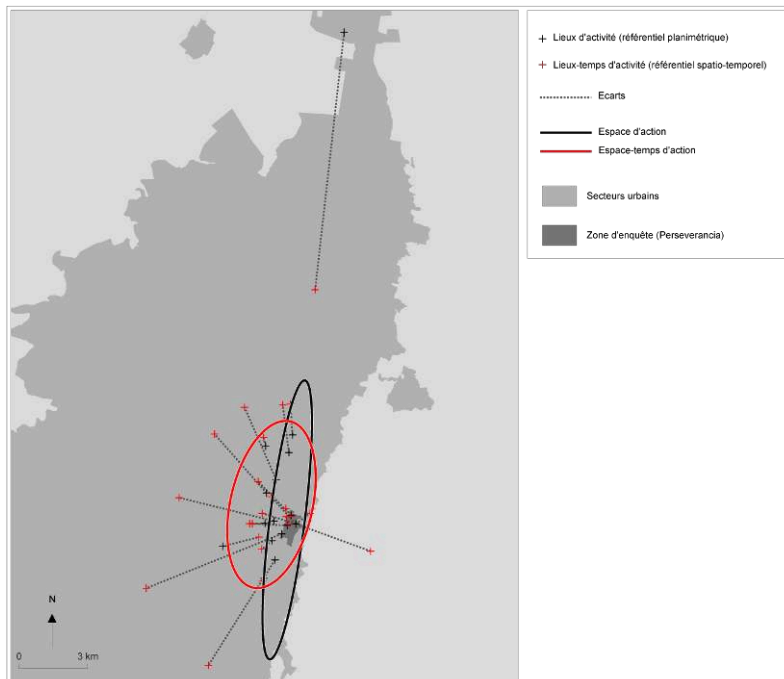 Lieux d'activité (référentiel planimétrique)
Lieux-temps d'activité (référentiel spatio-temporel)
Ecarts
Espace d'action
Espace-temps d'action
Secteurs urbains
Zone d'enquête (Perseverancia)
N
0 3 km